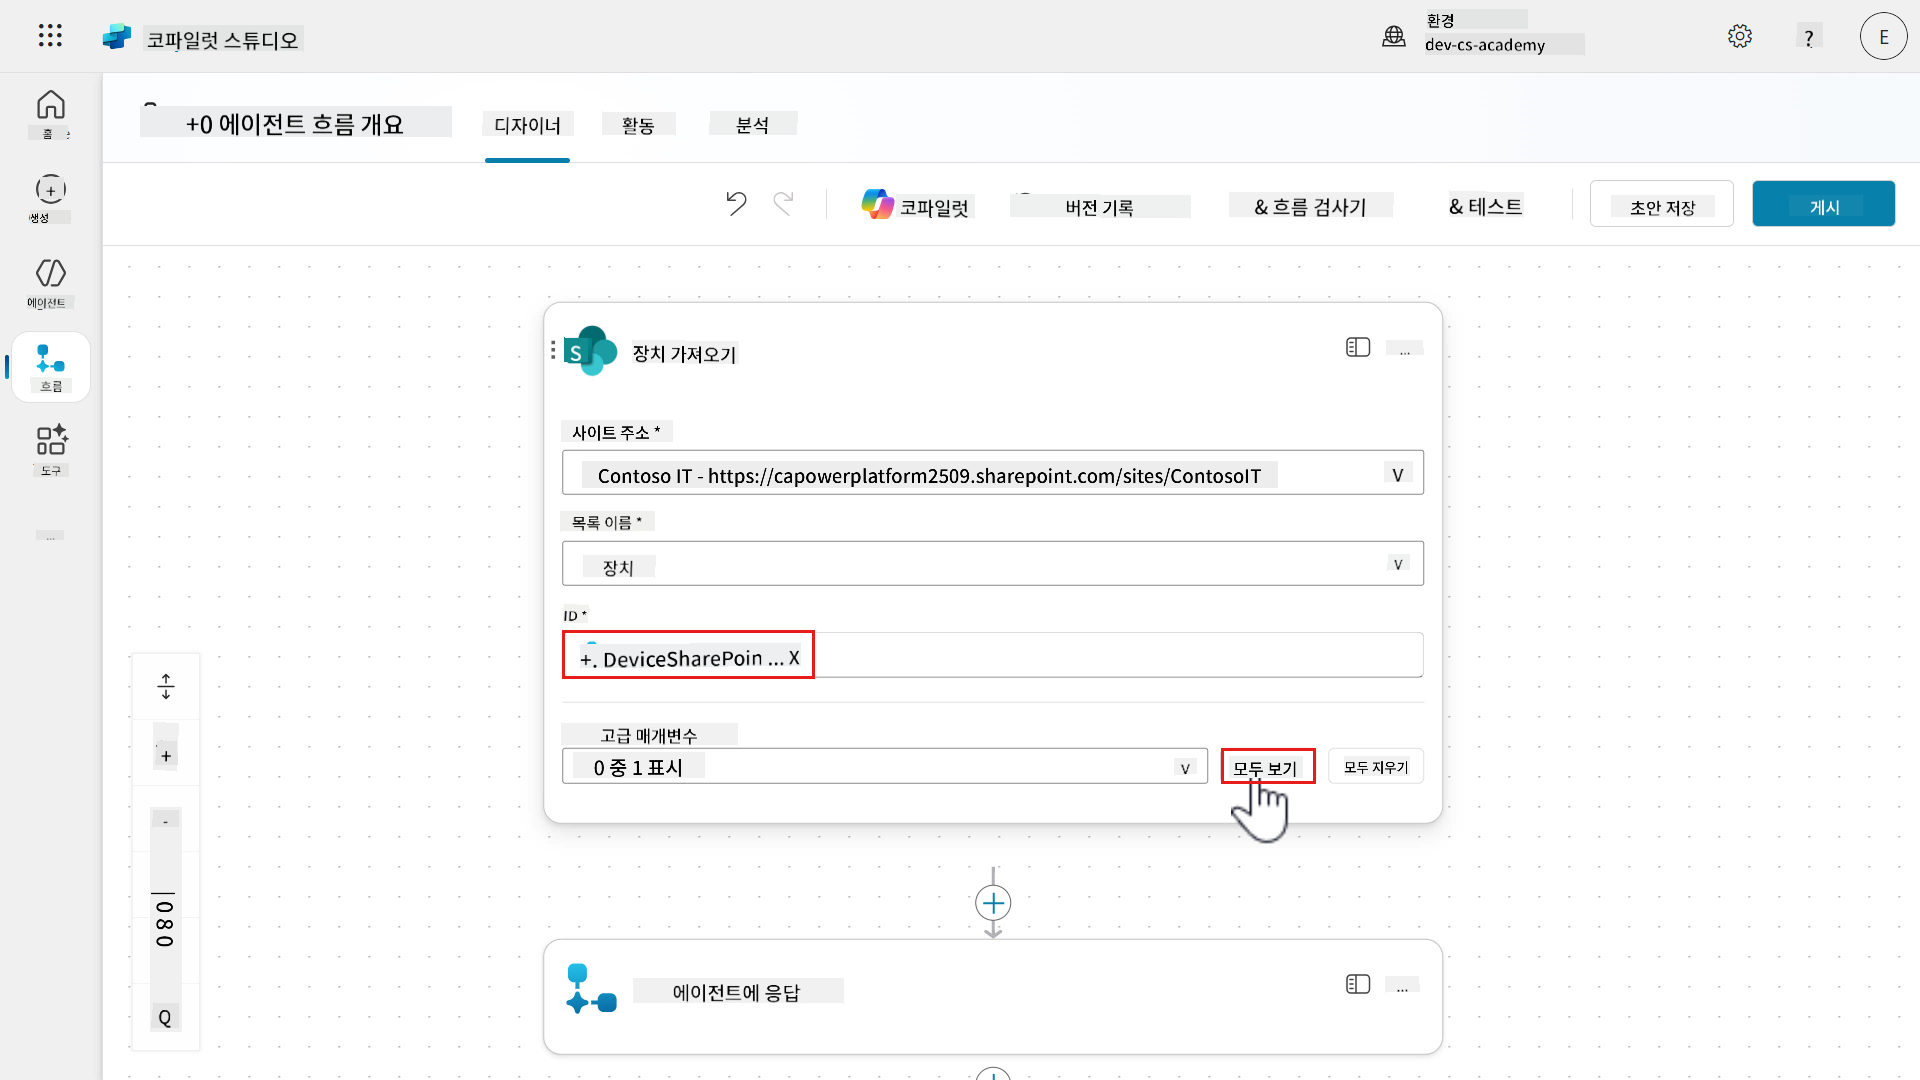 코파일럿 스튜디오
환경
dev-cs-academy
?
E
홈
생성
에이전트
흐름
도구
...
+0 에이전트 흐름 개요
디자이너
활동
분석
코파일럿
버전 기록
& 흐름 검사기
& 테스트
초안 저장
게시
S
장치 가져오기
...
사이트 주소 *
Contoso IT - https://capowerplatform2509.sharepoint.com/sites/ContosoIT
V
목록 이름 *
장치
V
ID *
+. DeviceSharePoin ... X
고급 매개변수
0 중 1 표시
V
모두 보기
모두 지우기
+
-
080
Q
에이전트에 응답
...